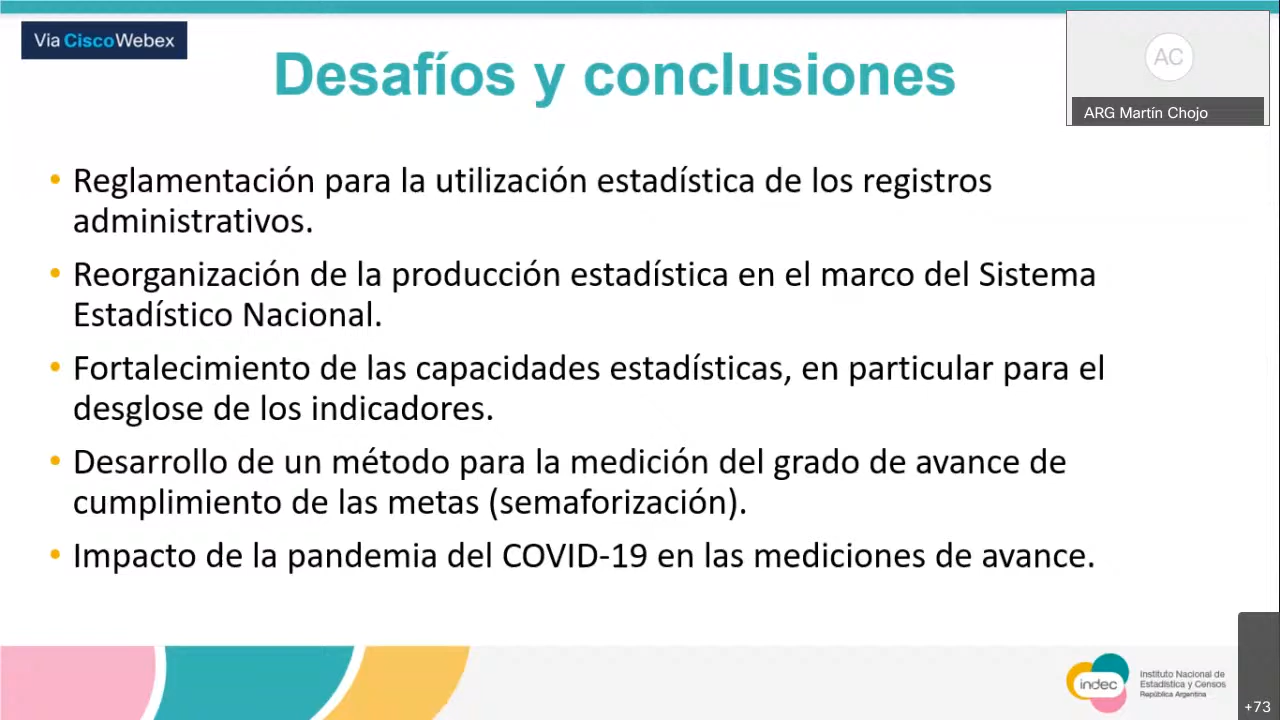 Vía CiscoWebex
Desafíos y conclusiones
AC
ARG Martín Chojo
• Reglamentación para la utilización estadística de los registros
administrativos.
• Reorganización de la producción estadística en el marco del Sistema
Estadístico Nacional.
• Fortalecimiento de las capacidades estadísticas, en particular para el
desglose de los indicadores.
• Desarrollo de un método para la medición del grado de avance de
cumplimiento de las metas (semaforización).
• Impacto de la pandemia del COVID-19 en las mediciones de avance.
indec
Instituto Nacional de
Estadística y Censos
República Argentina
+73